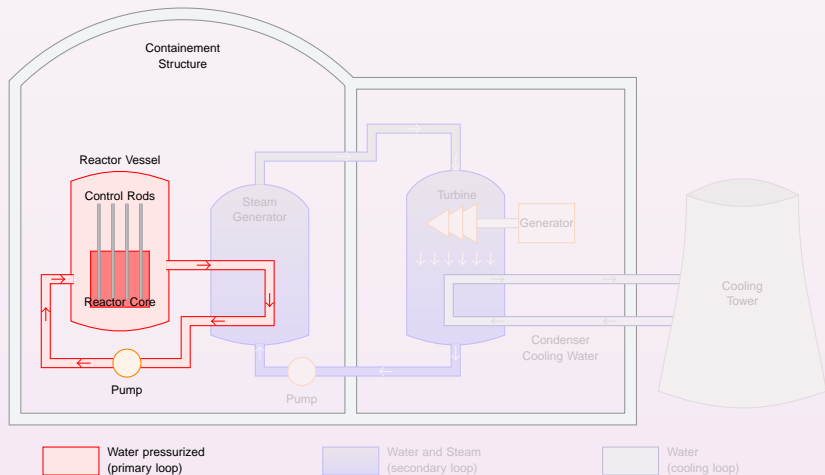 Containement
Structure
Reactor Vessel
Control Rods
Reactor Core
Pump
Steam
Generator
Pump
Turbine
Generator
Condenser
Cooling Water
Cooling
Tower
Water pressurized
(primary loop)
Water and Steam
(secondary loop)
Water
(cooling loop)